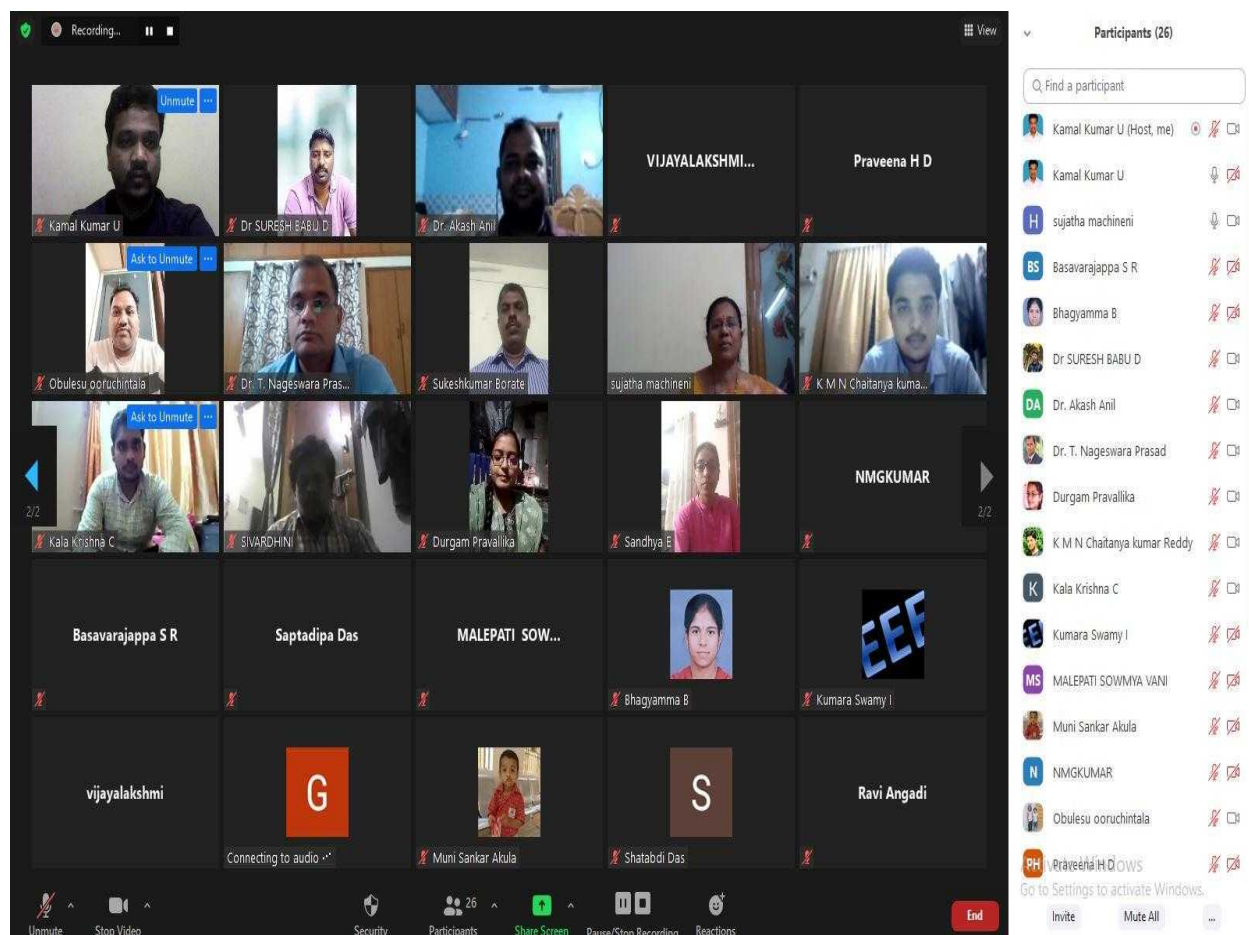 Recording...
View
Unmute ...
Kamal Kumar U
Dr SURESH BABU D
Dr. Akash Anil
VIJAYALAKSHMI...
Praveena H D
Ask to Unmute ...
Obulesu ooruchintala
Dr. T. Nageswara Pras...
Sukeshkumar Borate
sujatha machineni
K M N Chaitanya kuma...
Ask to Unmute ...
2/2
Kala Krishna C
SIVARDHINI
Durgam Pravallika
Sandhya E
NMGKUMAR
2/2
Basavarajappa S R
Saptadipa Das
MALEPATI SOW...
Bhagyamma B
EEE
Kumara Swamy I
vijayalakshmi
G
Connecting to audio
Muni Sankar Akula
S
Shatabdi Das
Ravi Angadi
Unmute
Stop Video
Security
26
Participants
Share Screen
Pause/Stop Recording
Reactions
End
Participants (26)
Find a participant
Kamal Kumar U (Host, me)
Kamal Kumar U
H sujatha machineni
BS Basavarajappa S R
Bhagyamma B
Dr SURESH BABU D
DA Dr. Akash Anil
Dr. T. Nageswara Prasad
Durgam Pravallika
K M N Chaitanya kumar Reddy
K Kala Krishna C
Kumara Swamy I
MS MALEPATI SOWMYA VANI
Muni Sankar Akula
N NMGKUMAR
Obulesu ooruchintala
PH Praveena H D
Activate Windows
Go to Settings to activate Windows.
Invite
Mute All
...